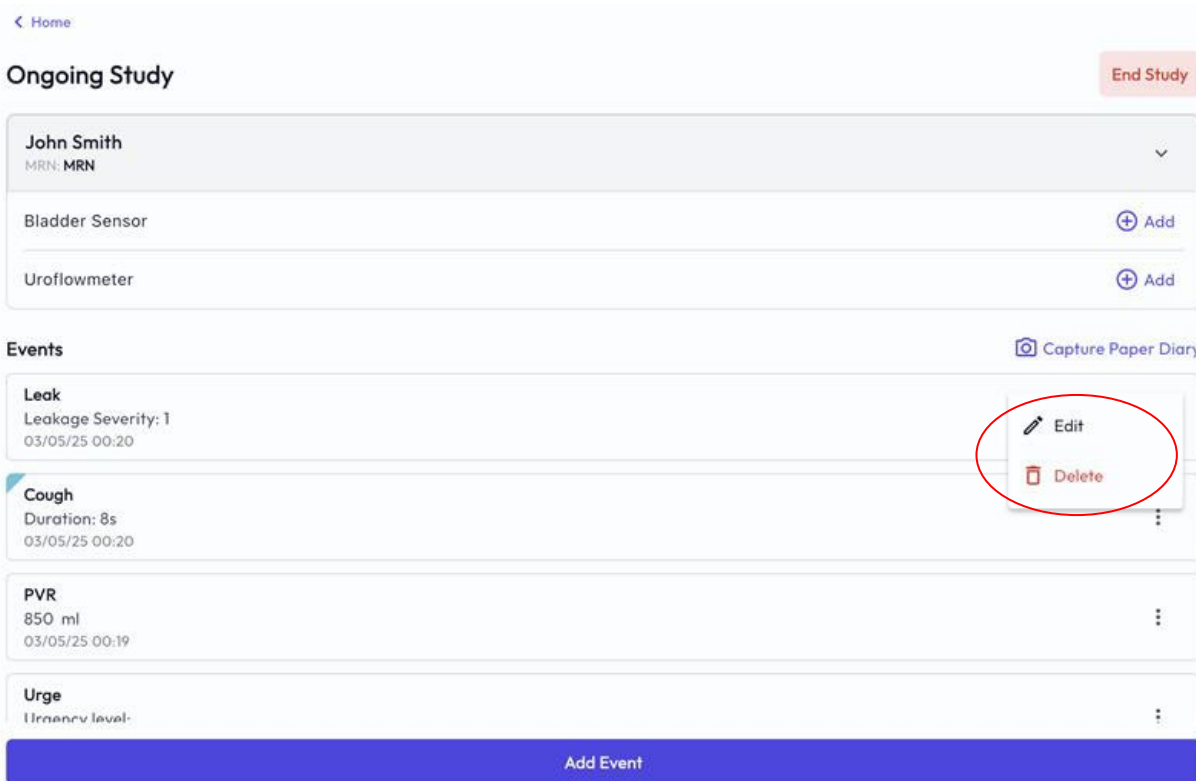 Home
Ongoing Study
End Study
John Smith
MRN: MRN
Bladder Sensor
Add
Uroflowmeter
Add
Events
Capture Paper Diary
Leak
Leakage Severity: 1
03/05/25 00:20
Edit
Delete
Cough
Duration: 8s
03/05/25 00:20
PVR
850 ml
03/05/25 00:19
Urge
Urgency level:
Add Event